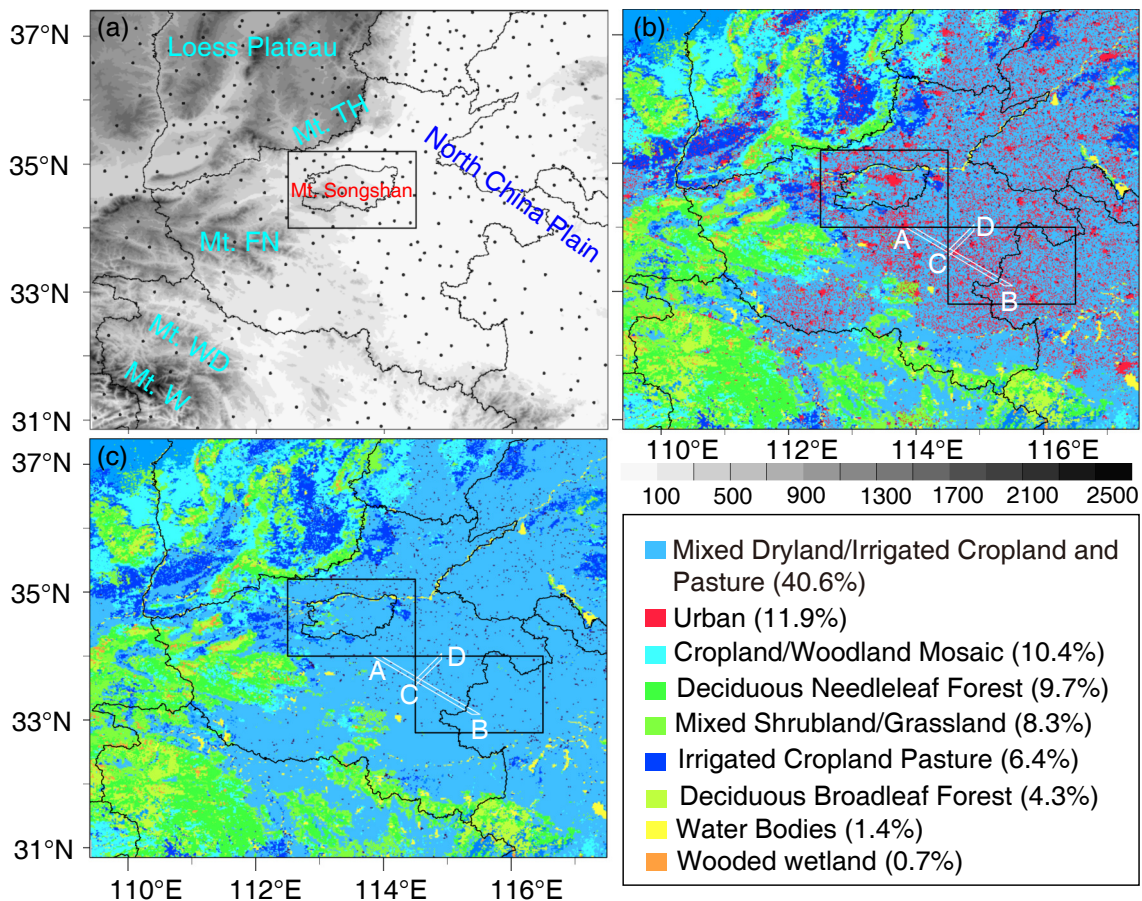 (a)
37°N
35°N
33°N
31°N
Loess Plateau
Mt. TH
North China Plain
Mt. Songshan
Mt. FN
Mt. WD
Mt. W
(b)
A
D
C
B
110°E 112°E 114°E 116°E
100 500 900 1300 1700 2100 2500
(c)
37°N
35°N
33°N
31°N
A
D
C
B
110°E 112°E 114°E 116°E
Mixed Dryland/Irrigated Cropland and
Pasture (40.6%)
Urban (11.9%)
Cropland/Woodland Mosaic (10.4%)
Deciduous Needleleaf Forest (9.7%)
Mixed Shrubland/Grassland (8.3%)
Irrigated Cropland Pasture (6.4%)
Deciduous Broadleaf Forest (4.3%)
Water Bodies (1.4%)
Wooded wetland (0.7%)